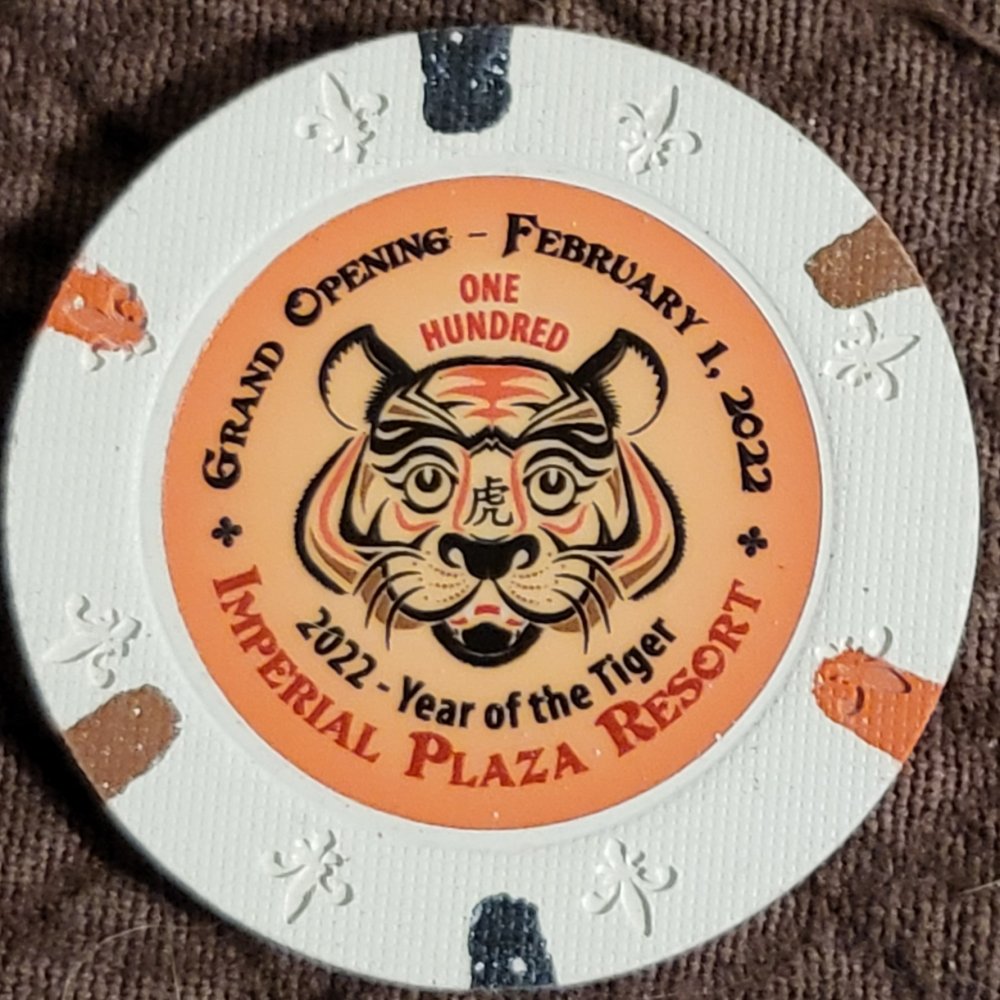 Grand Opening - February 1, 2022
ONE
HUNDRED
虎
2022 - Year of the Tiger
Imperial Plaza Resort